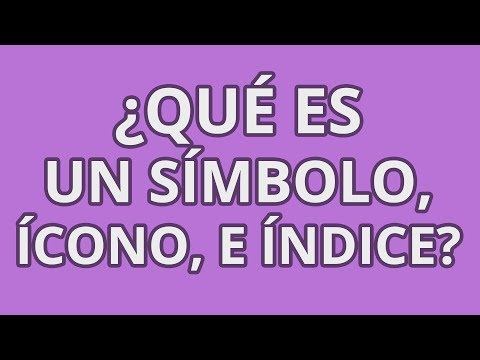 ¿QUÉ ES
UN SÍMBOLO,
ÍCONO, E ÍNDICE?